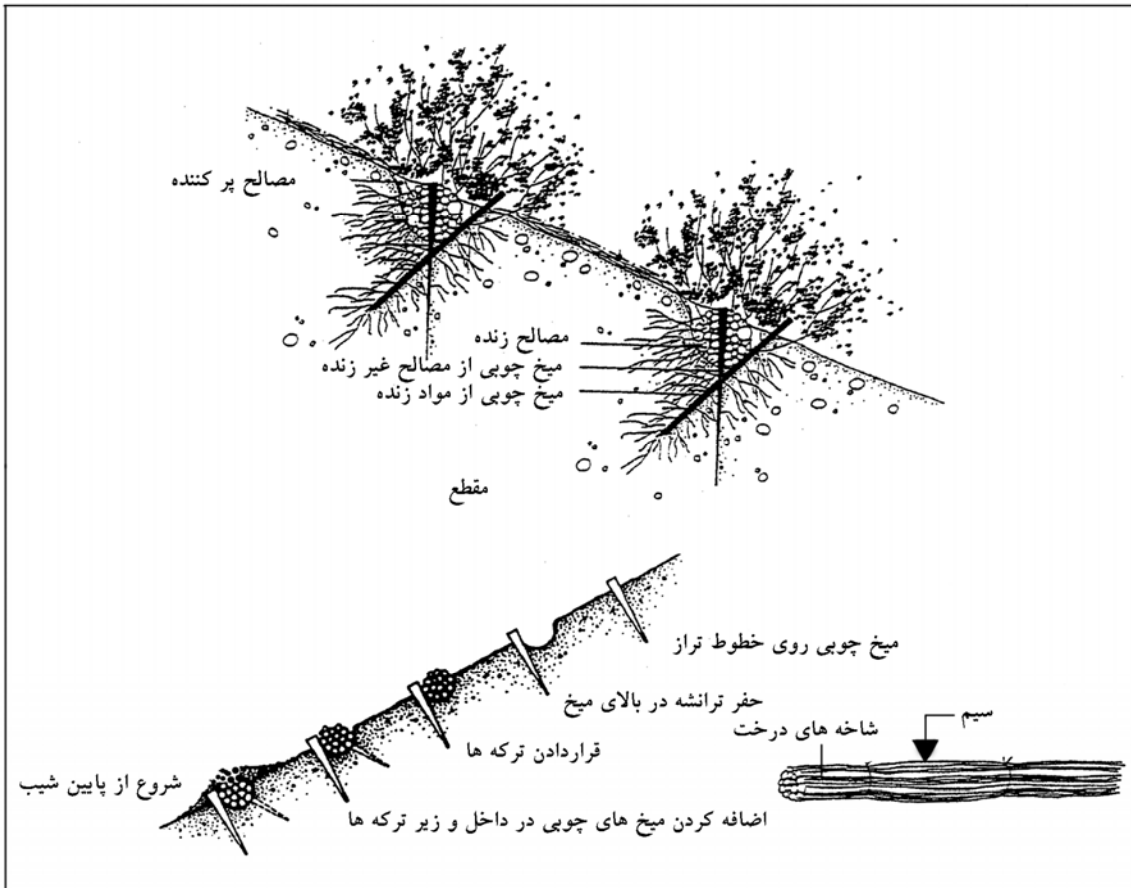 مصالح پر کننده
مصالح زنده
میخ چوبی از مصالح غیر زنده
میخ چوبی از مواد زنده
مقطع
میخ چوبی روی خطوط تراز
حفر ترانشه در بالای میخ
سیم
شاخه های درخت
قراردادن ترکه ها
شروع از پایین شیب
اضافه کردن میخ های چوبی در داخل و زیر ترکه ها